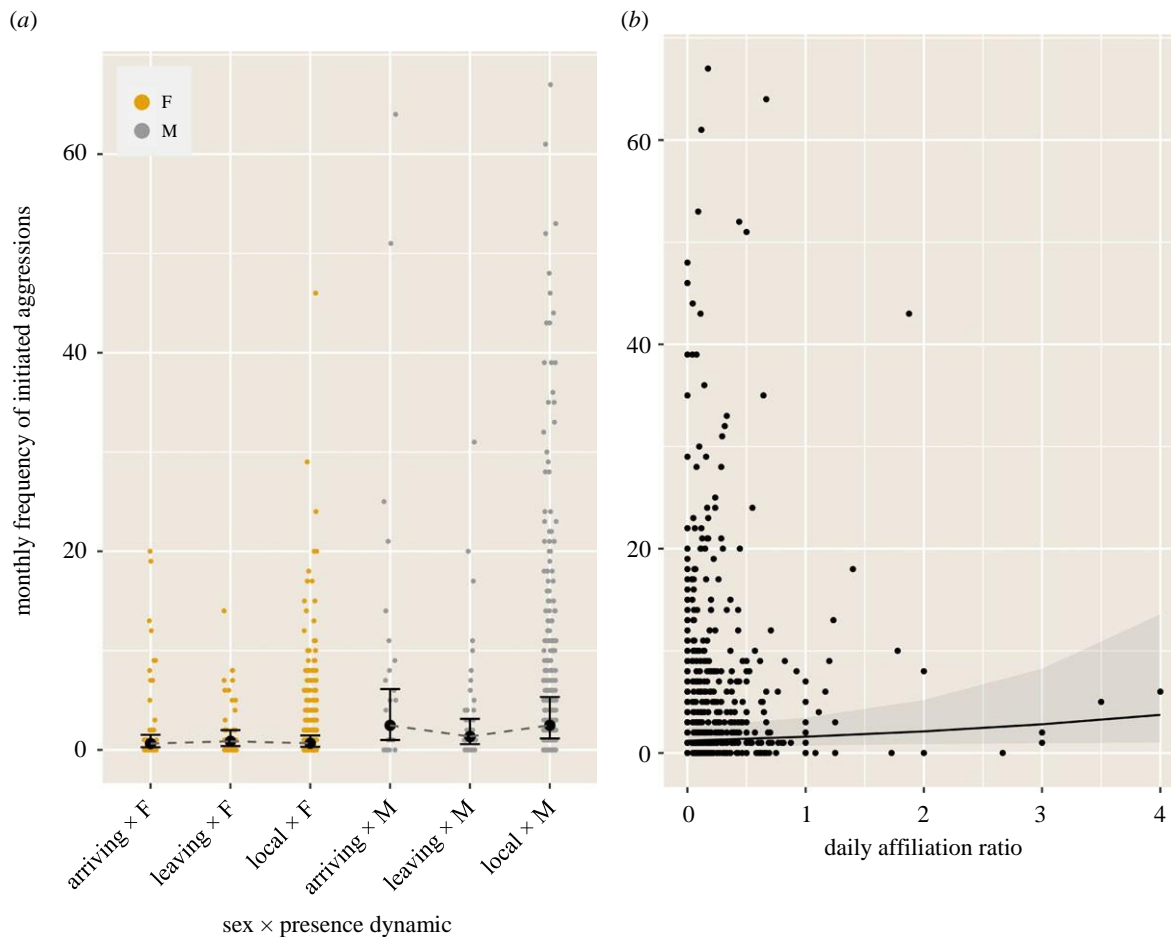 (a)
F
M
60
40
20
0
monthly frequency of initiated aggressions
arriving × F
leaving × F
local × F
arriving × M
leaving × M
local × M
sex × presence dynamic
(b)
60
40
20
0
0 1 2 3 4
daily affiliation ratio